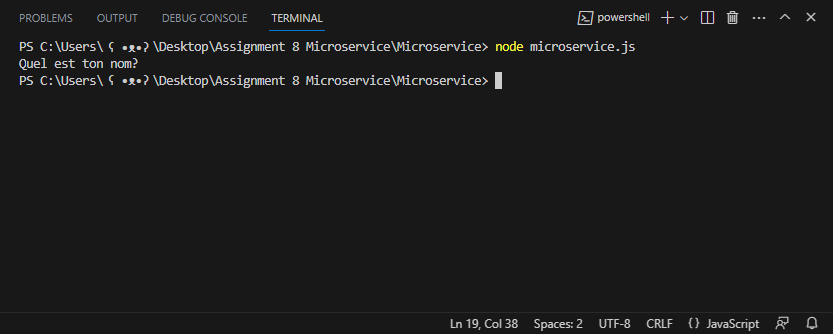 PROBLEMS OUTPUT DEBUG CONSOLE TERMINAL powershell
PS C:\Users\ʕ •ᴥ•ʔ\Desktop\Assignment 8 Microservice\Microservice> node microservice.js
Quel est ton nom?
PS C:\Users\ʕ •ᴥ•ʔ\Desktop\Assignment 8 Microservice\Microservice>
Ln 19, Col 38 Spaces: 2 UTF-8 CRLF {} JavaScript